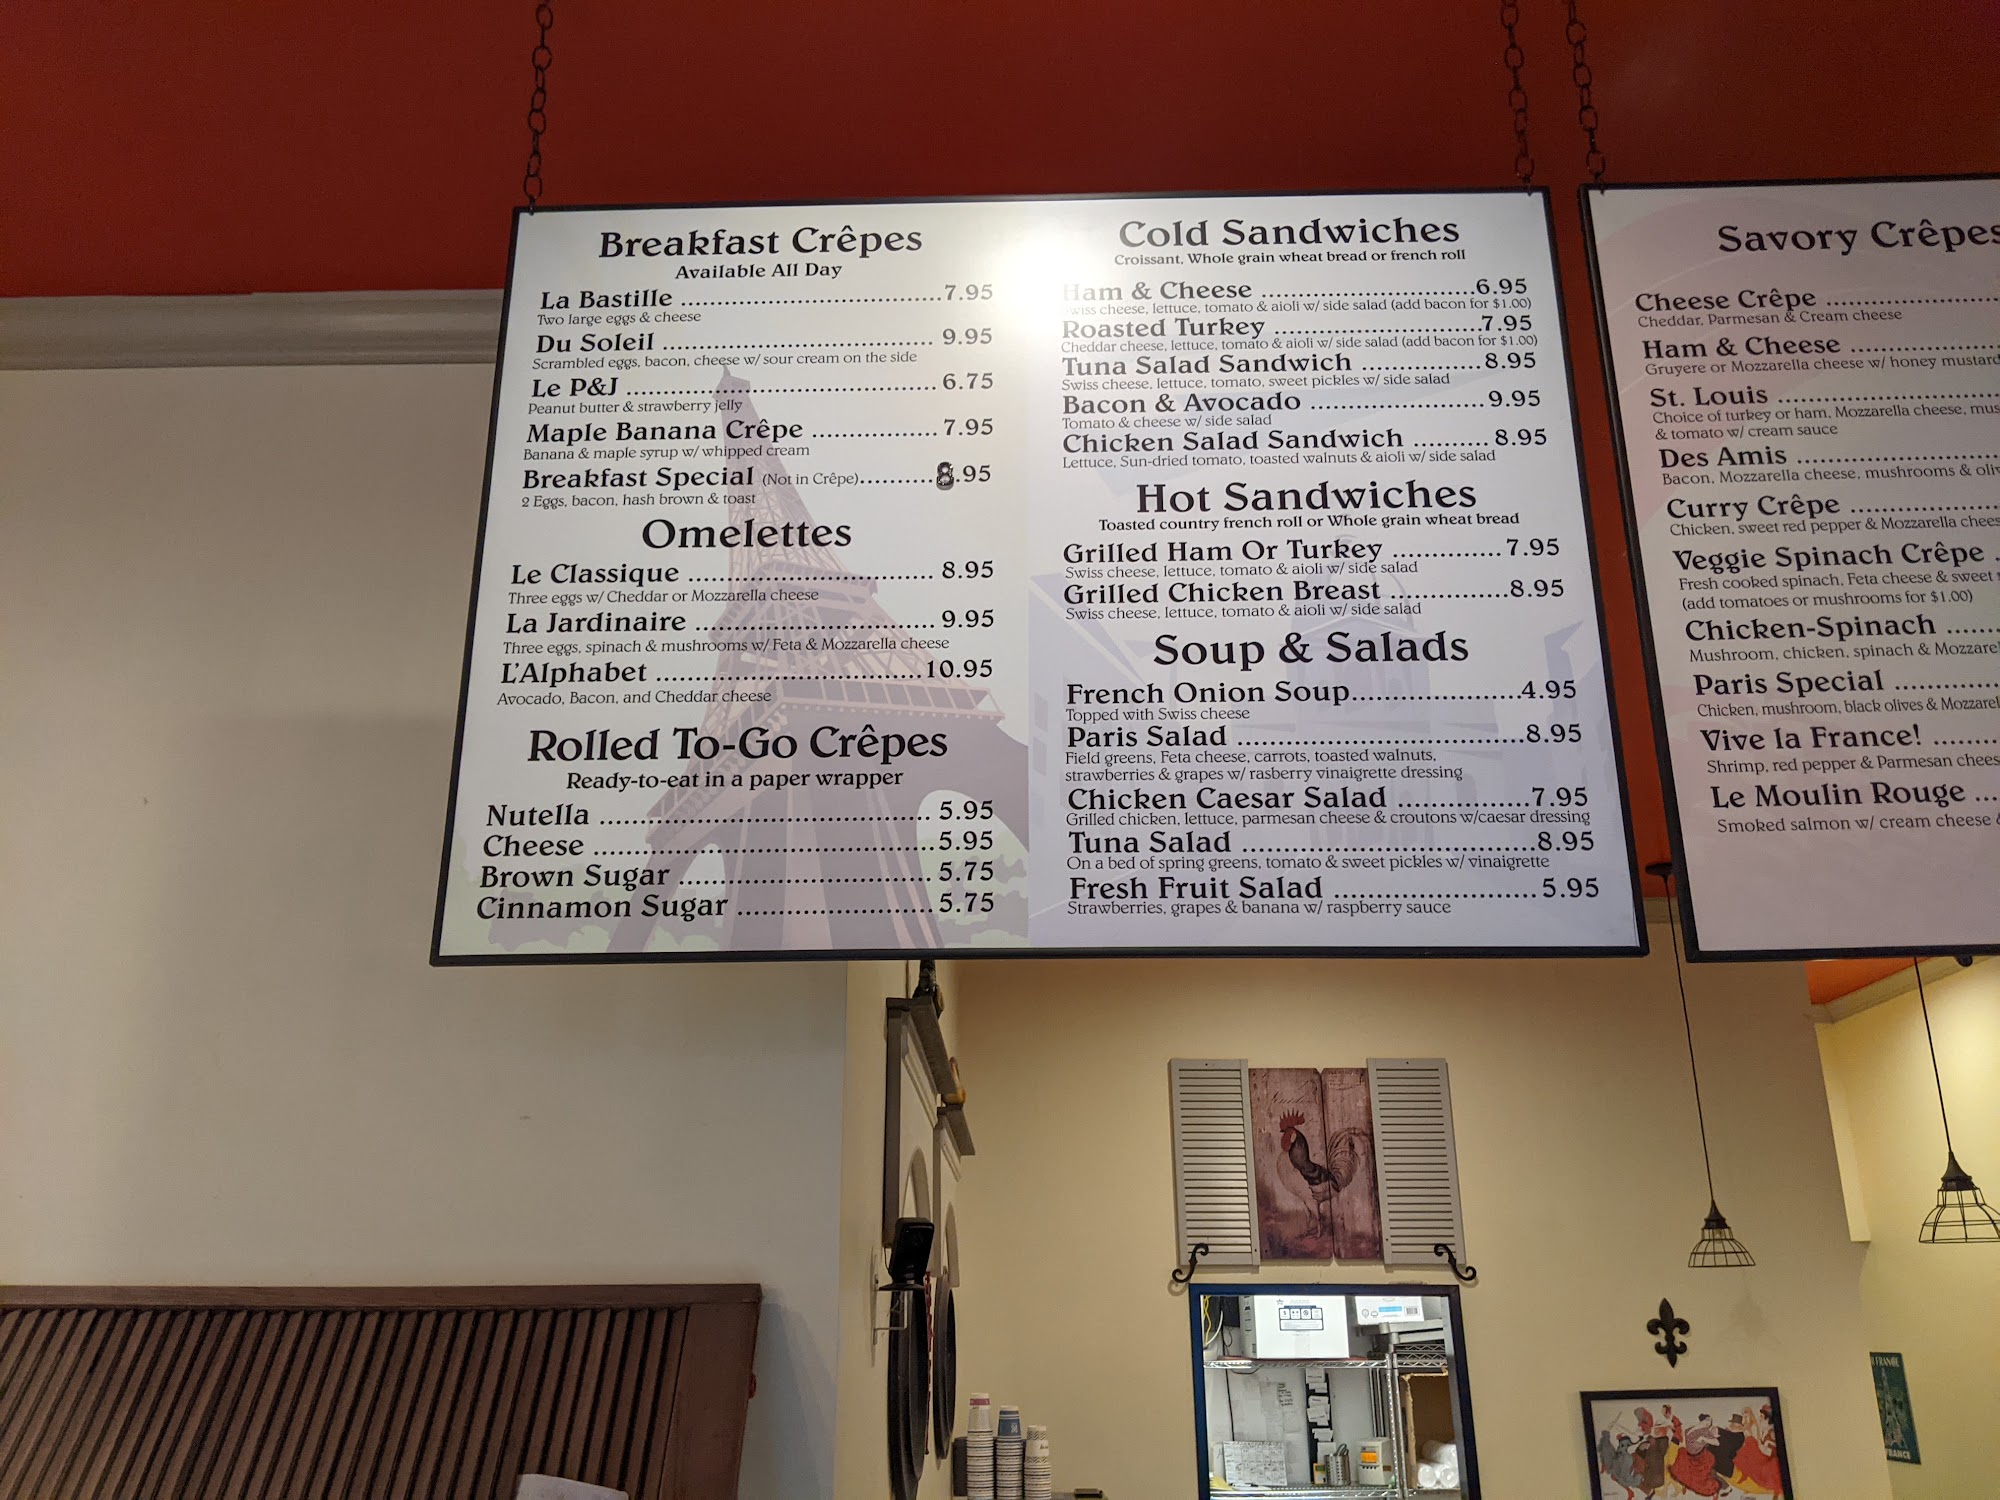 Breakfast Crêpes
Available All Day
La Bastille ................................ 7.95
Two large eggs & cheese
Du Soleil ................................ 9.95
Scrambled eggs, bacon, cheese w/ sour cream on the side
Le P&J ................................ 6.75
Peanut butter & strawberry jelly
Maple Banana Crêpe ............... 7.95
Banana & maple syrup w/ whipped cream
Breakfast Special (Not in Crêpe).......... 8.95
2 Eggs, bacon, hash brown & toast
Omelettes
Le Classique .............................. 8.95
Three eggs w/ Cheddar or Mozzarella cheese
La Jardinaire .............................. 9.95
Three eggs, spinach & mushrooms w/ Feta & Mozzarella cheese
L'Alphabet ................................ 10.95
Avocado, Bacon, and Cheddar cheese
Rolled To-Go Crêpes
Ready-to-eat in a paper wrapper
Nutella ........................................ 5.95
Cheese ........................................ 5.95
Brown Sugar .............................. 5.75
Cinnamon Sugar ........................ 5.75
Cold Sandwiches
Croissant, Whole grain wheat bread or french roll
Ham & Cheese .......................... 6.95
Swiss cheese, lettuce, tomato & aioli w/ side salad (add bacon for $1.00)
Roasted Turkey ......................... 7.95
Cheddar cheese, lettuce, tomato & aioli w/ side salad (add bacon for $1.00)
Tuna Salad Sandwich ............... 8.95
Swiss cheese, lettuce, tomato, sweet pickles w/ side salad
Bacon & Avocado ..................... 9.95
Tomato & cheese w/ side salad
Chicken Salad Sandwich .......... 8.95
Lettuce, Sun-dried tomato, toasted walnuts & aioli w/ side salad
Hot Sandwiches
Toasted country french roll or Whole grain wheat bread
Grilled Ham Or Turkey .............. 7.95
Swiss cheese, lettuce, tomato & aioli w/ side salad
Grilled Chicken Breast ............... 8.95
Swiss cheese, lettuce, tomato & aioli w/ side salad
Soup & Salads
French Onion Soup..................... 4.95
Topped with Swiss cheese
Paris Salad ................................... 8.95
Field greens, Feta cheese, carrots, toasted walnuts,
strawberries & grapes w/ rasberry vinaigrette dressing
Chicken Caesar Salad ................ 7.95
Grilled chicken, lettuce, parmesan cheese & croutons w/caesar dressing
Tuna Salad ................................... 8.95
On a bed of spring greens, tomato & sweet pickles w/ vinaigrette
Fresh Fruit Salad ......................... 5.95
Strawberries, grapes & banana w/ raspberry sauce
Savory Crêpes
Cheese Crêpe ....................
Cheddar, Parmesan & Cream cheese
Ham & Cheese ..................
Gruyere or Mozzarella cheese w/ honey mustard
St. Louis ..........................
Choice of turkey or ham, Mozzarella cheese,
& tomato w/ cream sauce
Des Amis ........................
Bacon, Mozzarella cheese, mushrooms &
Curry Crêpe ..................
Chicken, sweet red pepper & Mozzarella
Veggie Spinach Crêpe .
Fresh cooked spinach, Feta cheese & sweet
(add tomatoes or mushrooms for $1.00)
Chicken-Spinach ......
Mushroom, chicken, spinach &
Paris Special ............
Chicken, mushroom, black olives &
Vive la France! .......
Shrimp, red pepper & Parmesan
Le Moulin Rouge ...
Smoked salmon w/ cream cheese